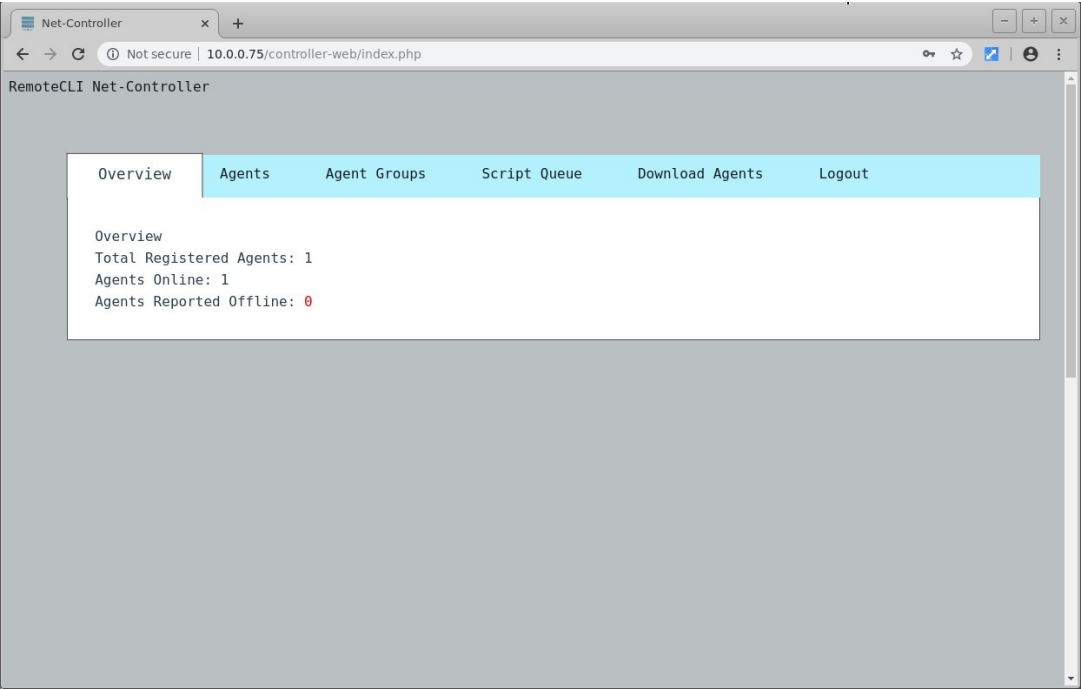 Net-Controller
Not secure 10.0.0.75/controller-web/index.php
RemoteCLI Net-Controller
Overview Agents Agent Groups Script Queue Download Agents Logout
Overview
Total Registered Agents: 1
Agents Online: 1
Agents Reported Offline: 0